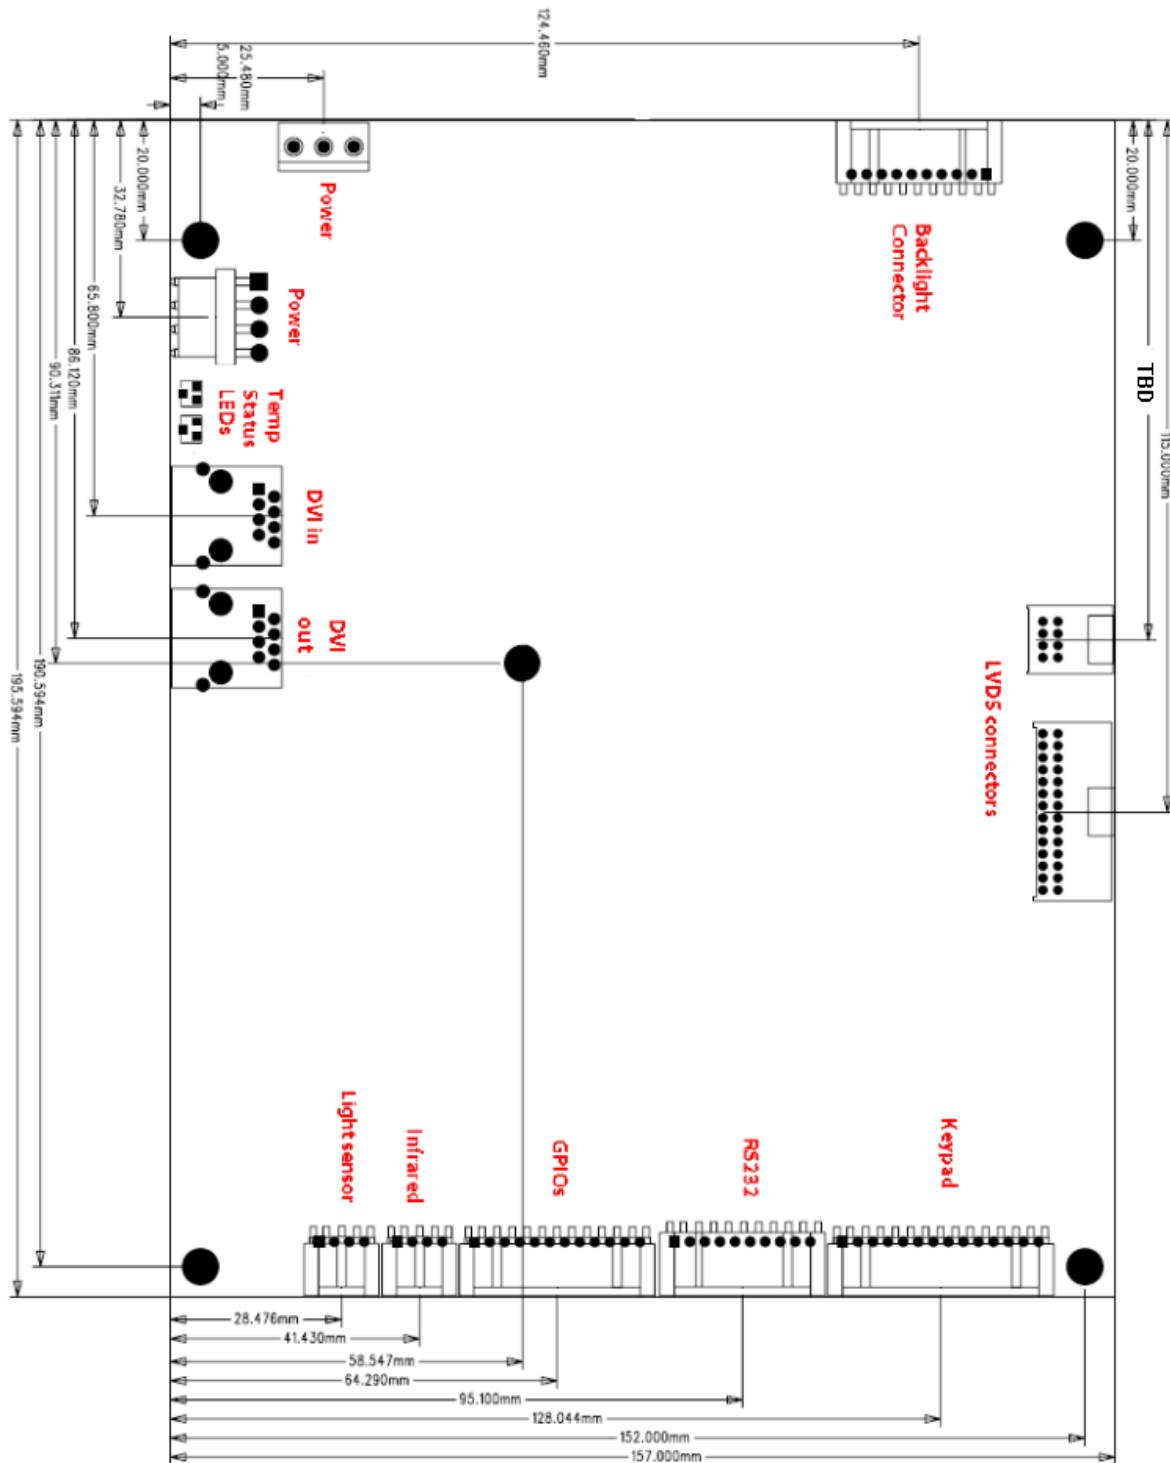 124.460mm
25.480mm
5.000mm
20.000mm
32.780mm
65.800mm
86.120mm
90.311mm
190.594mm
195.594mm
Power
Power
Temp
Status
LEDs
DVI in
DVI
out
Backlight
Connector
20.000mm
TBD
115.000mm
LVDS connectors
Light sensor
Infrared
GPIOs
RS232
Keypad
28.476mm
41.430mm
58.547mm
64.290mm
95.100mm
128.044mm
152.000mm
157.000mm